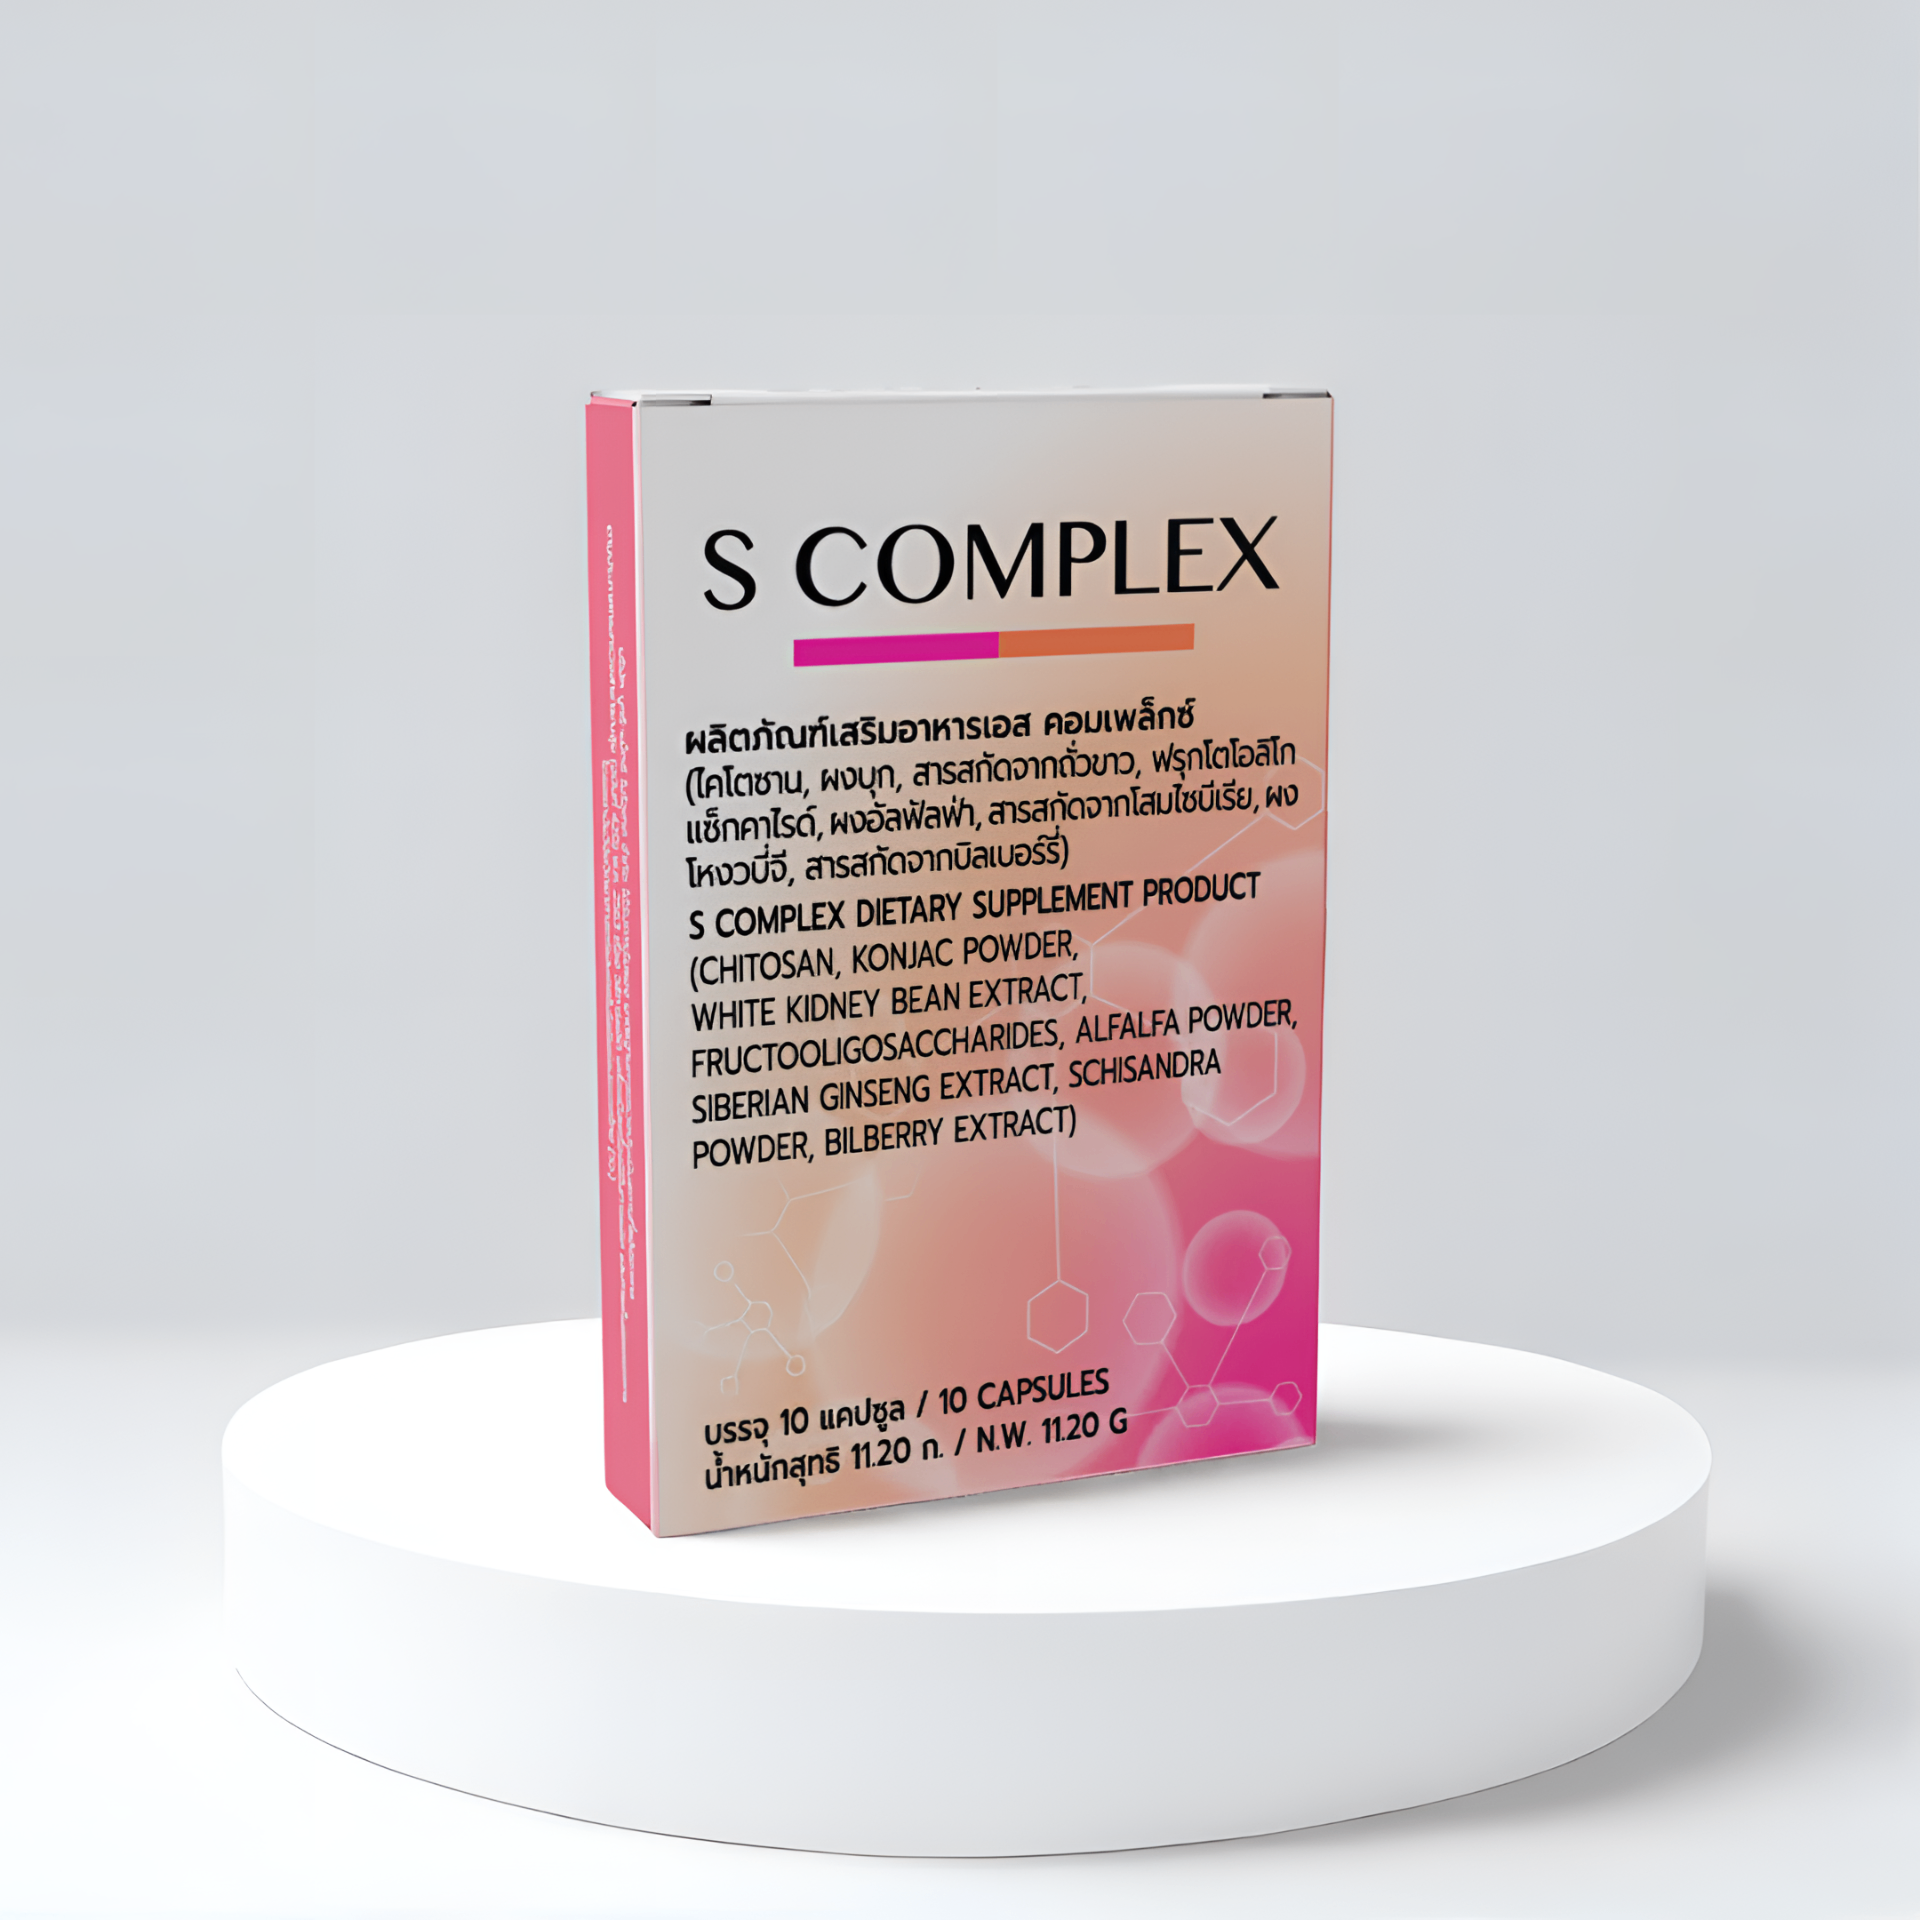 S COMPLEX
ผลิตภัณฑ์เสริมอาหารเอส คอมเพล็กซ์
(ไคโตซาน, ผงบุก, สารสกัดจากถั่วขาว, ฟรุกโตโอลิโก
แซ็กคาไรด์, ผงอัลฟัลฟ่า, สารสกัดจากโสมไซบีเรีย, ผง
โหงวบี่จี, สารสกัดจากบิลเบอร์รี่)
S COMPLEX DIETARY SUPPLEMENT PRODUCT
(CHITOSAN, KONJAC POWDER,
WHITE KIDNEY BEAN EXTRACT,
FRUCTOOLIGOSACCHARIDES, ALFALFA POWDER,
SIBERIAN GINSENG EXTRACT, SCHISANDRA
POWDER, BILBERRY EXTRACT)
บรรจุ 10 แคปซูล / 10 CAPSULES
น้ำหนักสุทธิ 11.20 ก. / N.W. 11.20 G